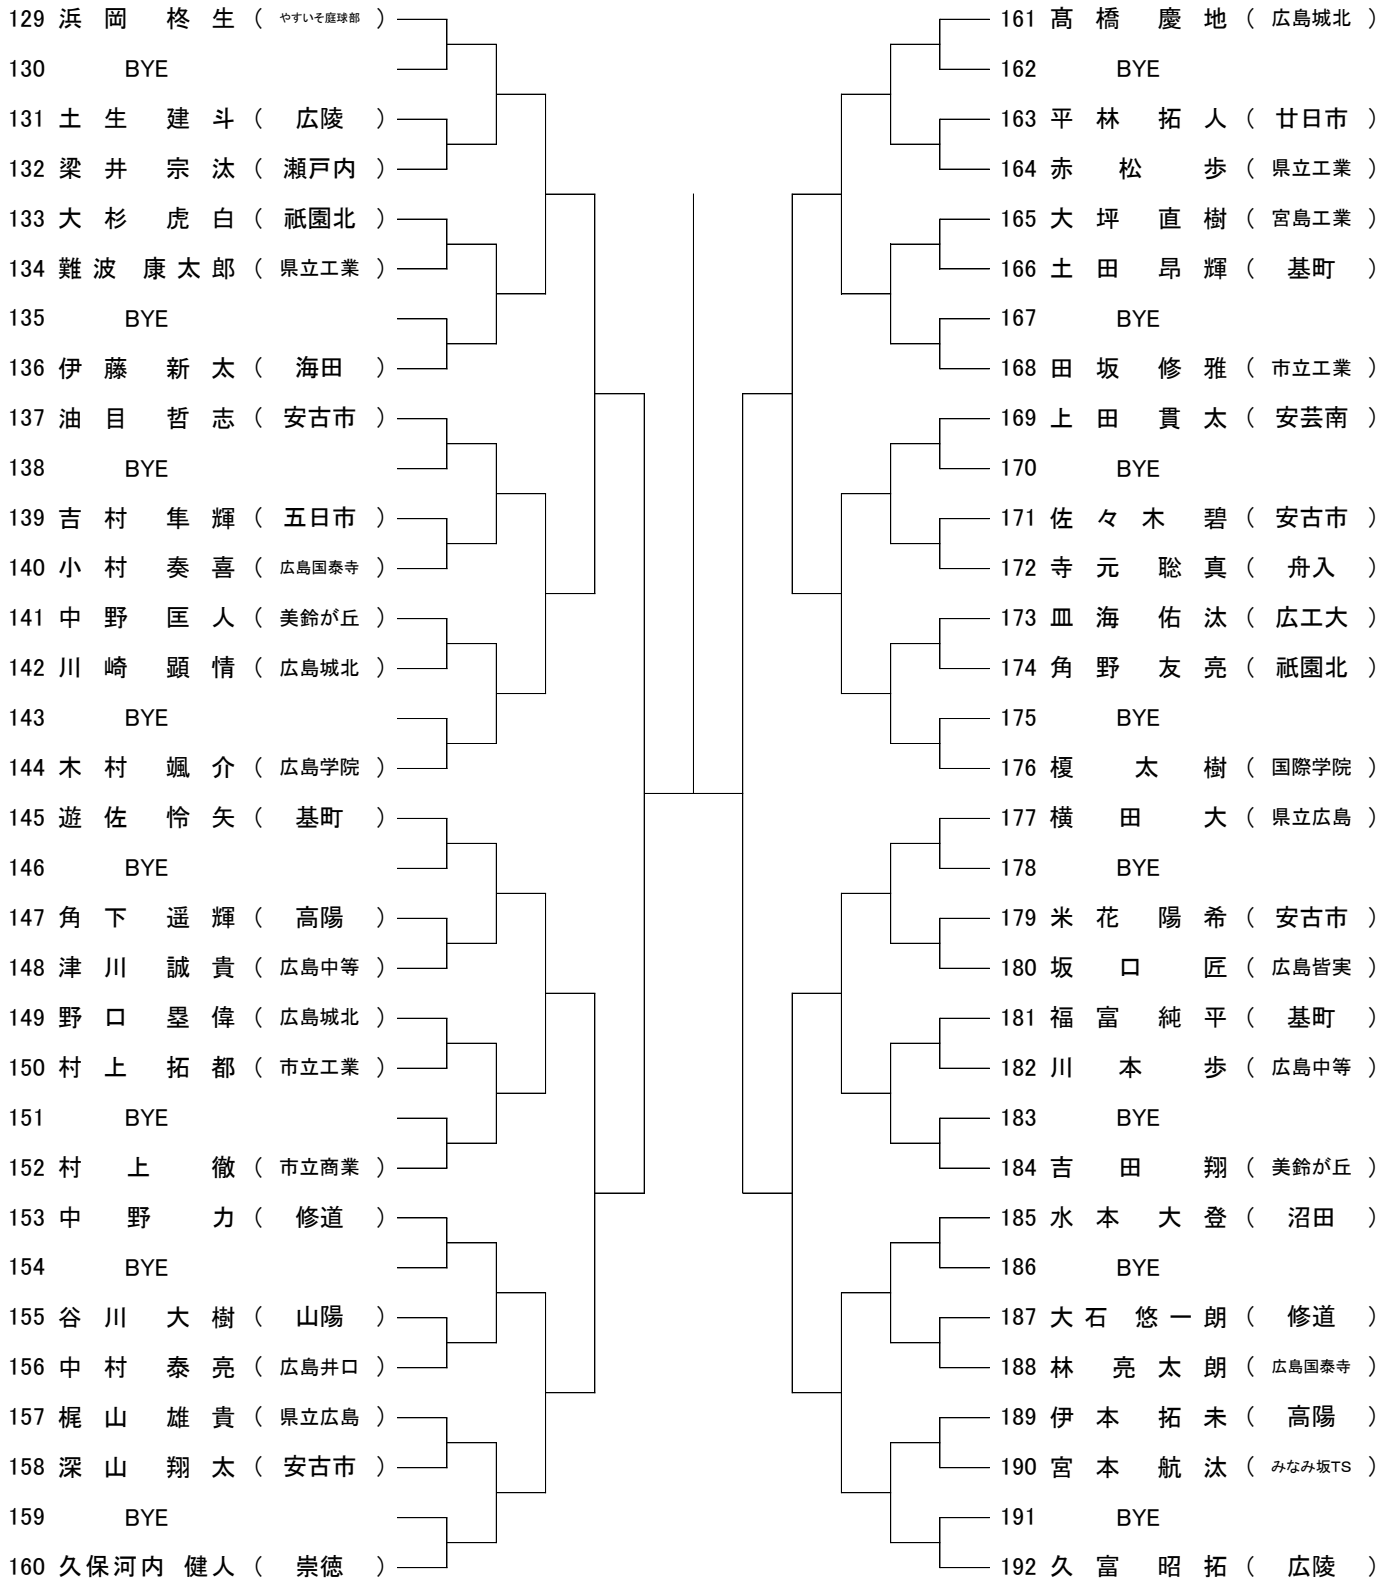 129 浜岡 柊生 ( やすいそ庭球部 )
130 BYE
131 土生 建斗 ( 広陵 )
132 梁井 宗汰 ( 瀬戸内 )
133 大杉 虎白 ( 祇園北 )
134 難波 康太郎 ( 県立工業 )
135 BYE
136 伊藤 新太 ( 海田 )
137 油目 哲志 ( 安古市 )
138 BYE
139 吉村 隼輝 ( 五日市 )
140 小村 奏喜 ( 広島国泰寺 )
141 中野 匡人 ( 美鈴が丘 )
142 川崎 顕情 ( 広島城北 )
143 BYE
144 木村 颯介 ( 広島学院 )
145 遊佐 怜矢 ( 基町 )
146 BYE
147 角下 遥輝 ( 高陽 )
148 津川 誠貴 ( 広島中等 )
149 野口 塁偉 ( 広島城北 )
150 村上 拓都 ( 市立工業 )
151 BYE
152 村上 徹 ( 市立商業 )
153 中野 力 ( 修道 )
154 BYE
155 谷川 大樹 ( 山陽 )
156 中村 泰亮 ( 広島井口 )
157 梶山 雄貴 ( 県立広島 )
158 深山 翔太 ( 安古市 )
159 BYE
160 久保河内 健人 ( 崇徳 )
161 髙橋 慶地 ( 広島城北 )
162 BYE
163 平林 拓人 ( 廿日市 )
164 赤松 歩 ( 県立工業 )
165 大坪 直樹 ( 宮島工業 )
166 土田 昂輝 ( 基町 )
167 BYE
168 田坂 修雅 ( 市立工業 )
169 上田 貫太 ( 安芸南 )
170 BYE
171 佐々木 碧 ( 安古市 )
172 寺元 聡真 ( 舟入 )
173 皿海 佑汰 ( 広工大 )
174 角野 友亮 ( 祇園北 )
175 BYE
176 榎 太樹 ( 国際学院 )
177 横田 大 ( 県立広島 )
178 BYE
179 米花 陽希 ( 安古市 )
180 坂口 匠 ( 広島皆実 )
181 福富 純平 ( 基町 )
182 川本 歩 ( 広島中等 )
183 BYE
184 吉田 翔 ( 美鈴が丘 )
185 水本 大登 ( 沼田 )
186 BYE
187 大石 悠一朗 ( 修道 )
188 林 亮太朗 ( 広島国泰寺 )
189 伊本 拓未 ( 高陽 )
190 宮本 航汰 ( みなみ坂TS )
191 BYE
192 久富 昭拓 ( 広陵 )